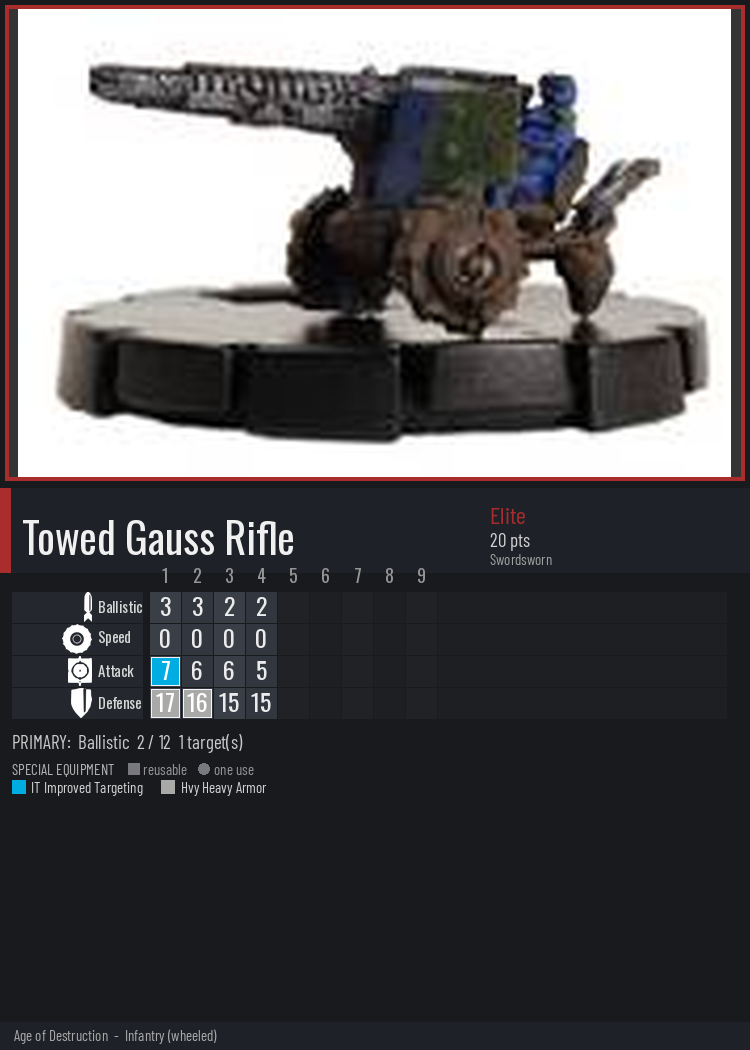 Towed Gauss Rifle
Elite
20 pts
Swordsworn
1 2 3 4 5 6 7 8 9
Ballistic 3 3 2 2
Speed 0 0 0 0
Attack 7 6 6 5
Defense 17 16 15 15
PRIMARY: Ballistic 2 / 12 1 target(s)
SPECIAL EQUIPMENT reusable one use
IT Improved Targeting Hvy Heavy Armor
Age of Destruction - Infantry (wheeled)